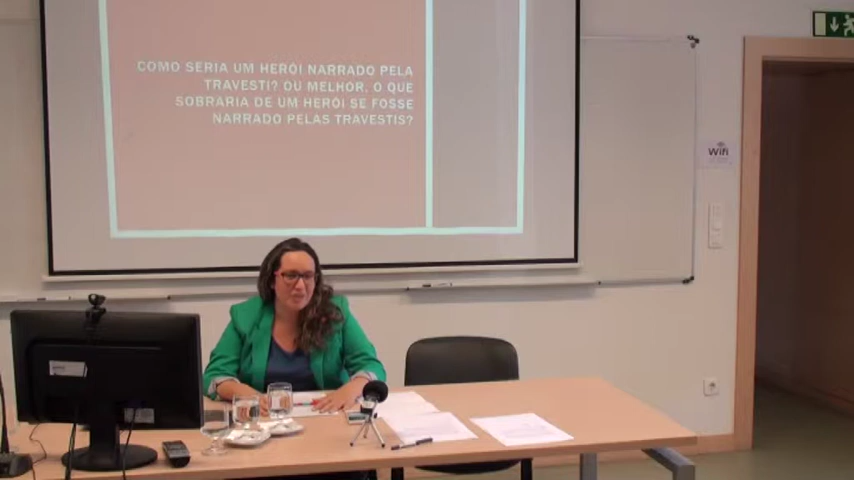 COMO SERIA UM HERÓI NARRADO PELA
TRAVESTI? OU MELHOR, O QUE
SOBRARIA DE UM HERÓI SE FOSSE
NARRADO PELAS TRAVESTIS?
Wifi